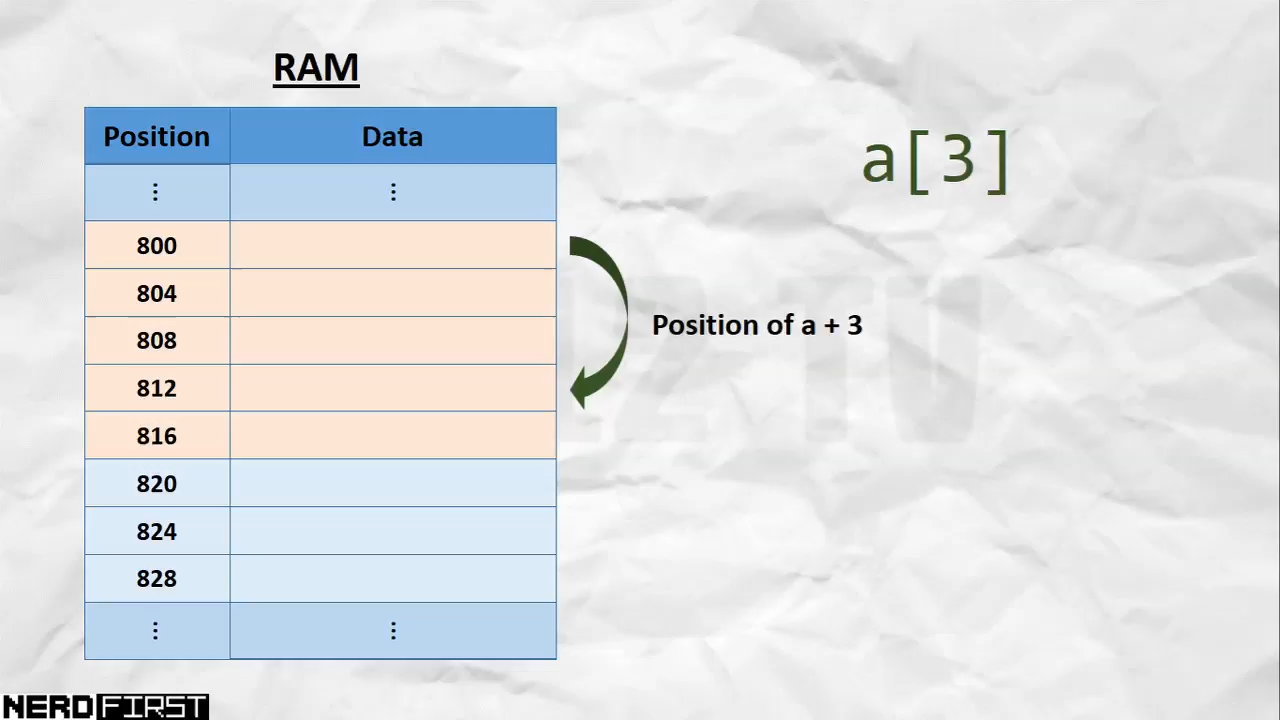 RAM
a[3]
Position Data
⋮ ⋮
800
804
808
Position of a + 3
812
816
820
824
828
⋮ ⋮
NERDFIRST